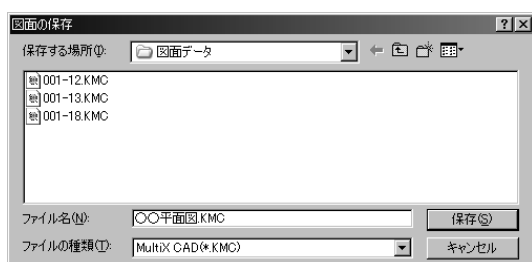 図面の保存
保存する場所(I): 図面データ
001-12.KMC
001-13.KMC
001-18.KMC
ファイル名(N): 〇〇平面図.KMC 保存(S)
ファイルの種類(T): MultiX CAD(*.KMC) キャンセル